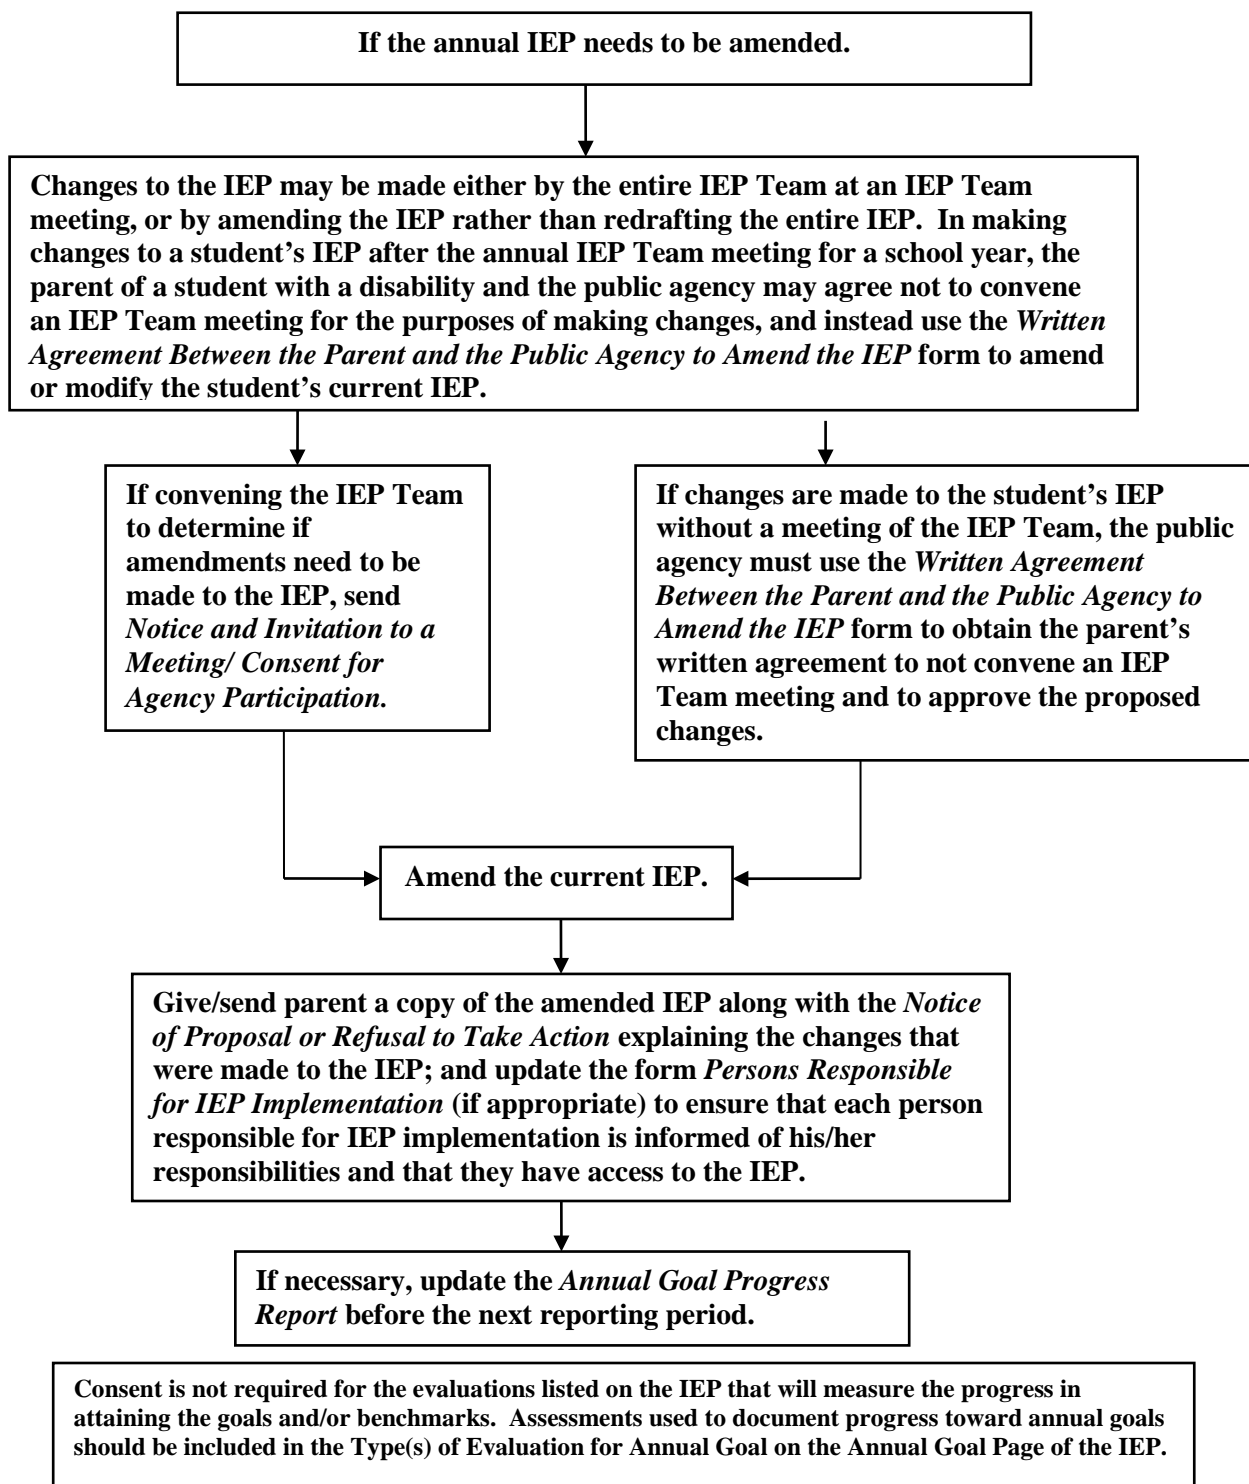 If the annual IEP needs to be amended.
Changes to the IEP may be made either by the entire IEP Team at an IEP Team
meeting, or by amending the IEP rather than redrafting the entire IEP.  In making
changes to a student’s IEP after the annual IEP Team meeting for a school year, the
parent of a student with a disability and the public agency may agree not to convene
an IEP Team meeting for the purposes of making changes, and instead use the Written
Agreement Between the Parent and the Public Agency to Amend the IEP form to amend
or modify the student’s current IEP.
If convening the IEP Team
to determine if
amendments need to be
made to the IEP, send
Notice and Invitation to a
Meeting/ Consent for
Agency Participation.
If changes are made to the student’s IEP
without a meeting of the IEP Team, the public
agency must use the Written Agreement
Between the Parent and the Public Agency to
Amend the IEP form to obtain the parent’s
written agreement to not convene an IEP
Team meeting and to approve the proposed
changes.
Amend the current IEP.
Give/send parent a copy of the amended IEP along with the Notice
of Proposal or Refusal to Take Action explaining the changes that
were made to the IEP; and update the form Persons Responsible
for IEP Implementation (if appropriate) to ensure that each person
responsible for IEP implementation is informed of his/her
responsibilities and that they have access to the IEP.
If necessary, update the Annual Goal Progress
Report before the next reporting period.
Consent is not required for the evaluations listed on the IEP that will measure the progress in
attaining the goals and/or benchmarks.  Assessments used to document progress toward annual goals
should be included in the Type(s) of Evaluation for Annual Goal on the Annual Goal Page of the IEP.